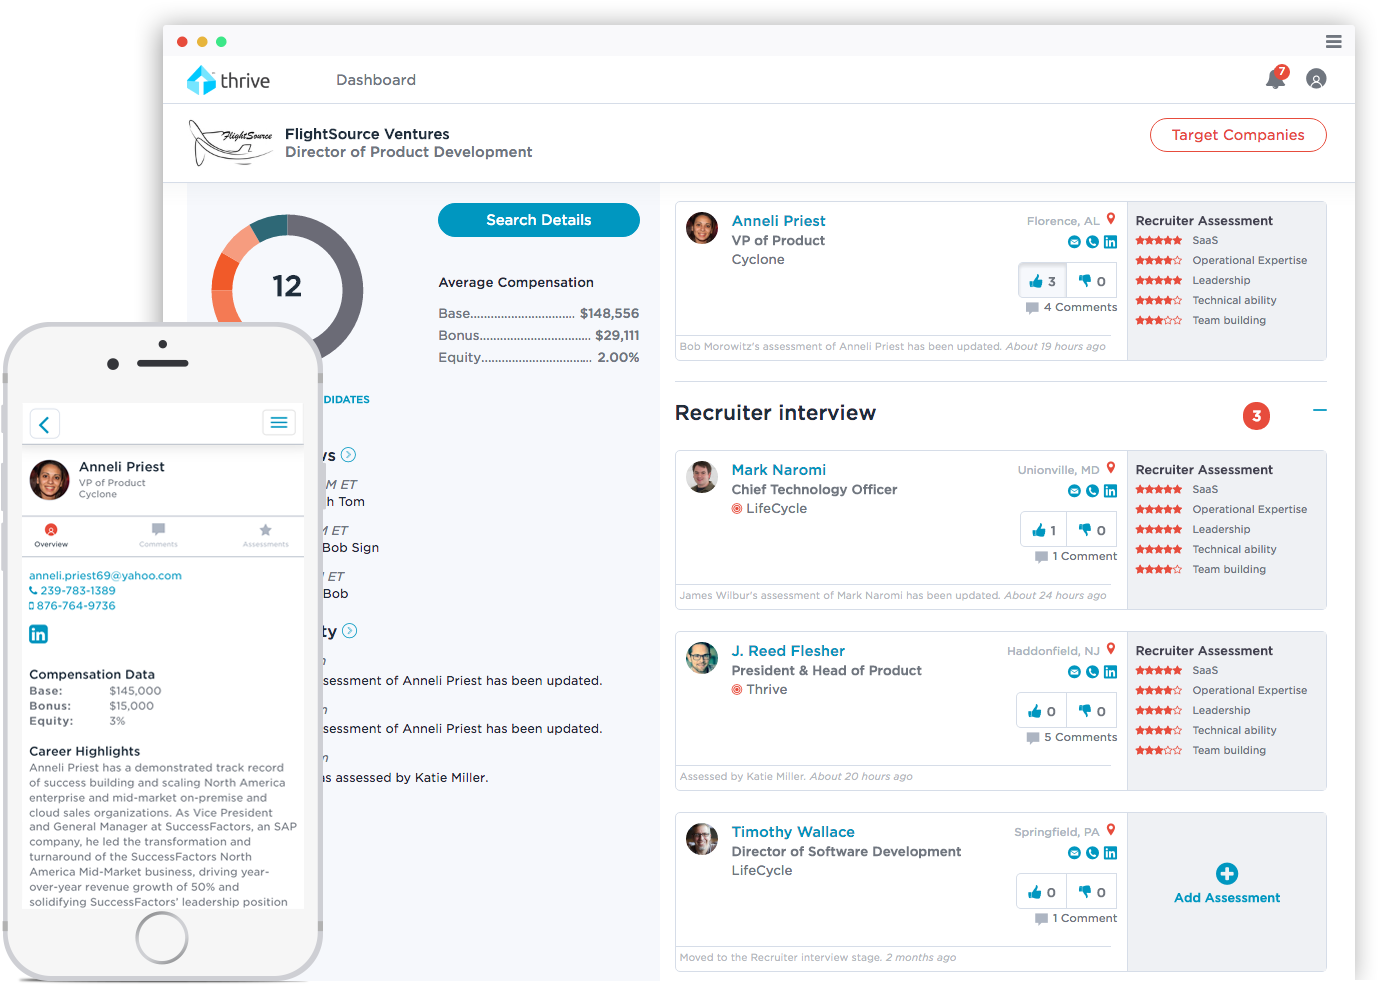 7
thrive
Dashboard
FlightSource
FlightSource Ventures
Director of Product Development
Target Companies
12
Search Details
Average Compensation
Base.............................. $148,556
Bonus................................ $29,111
Equity................................ 2.00%
DIDATES
vs
M ET
h Tom
M ET
Bob Sign
ET
Bob
ty
n
sessment of Anneli Priest has been updated.
m
sessment of Anneli Priest has been updated.
m
as assessed by Katie Miller.
Anneli Priest
VP of Product
Cyclone
Florence, AL
in
3
0
4 Comments
Bob Morowitz's assessment of Anneli Priest has been updated. About 19 hours ago
Recruiter Assessment
SaaS
Operational Expertise
Leadership
Technical ability
Team building
Recruiter interview
3
Mark Naromi
Chief Technology Officer
LifeCycle
Unionville, MD
in
1
0
1 Comment
James Wilbur's assessment of Mark Naromi has been updated. About 24 hours ago
Recruiter Assessment
SaaS
Operational Expertise
Leadership
Technical ability
Team building
J. Reed Flesher
President & Head of Product
Thrive
Haddonfield, NJ
in
0
0
5 Comments
Assessed by Katie Miller. About 20 hours ago
Recruiter Assessment
SaaS
Operational Expertise
Leadership
Technical ability
Team building
Timothy Wallace
Director of Software Development
LifeCycle
Springfield, PA
in
0
0
1 Comment
Moved to the Recruiter interview stage. 2 months ago
Add Assessment
Anneli Priest
VP of Product
Cyclone
Overview
Comments
Assessments
anneli.priest69@yahoo.com
239-783-1389
876-764-9736
in
Compensation Data
Base: $145,000
Bonus: $15,000
Equity: 3%
Career Highlights
Anneli Priest has a demonstrated track record
of success building and scaling North America
enterprise and mid-market on-premise and
cloud sales organizations. As Vice President
and General Manager at SuccessFactors, an SAP
company, he led the transformation and
turnaround of the SuccessFactors North
America Mid-Market business, driving year-
over-year revenue growth of 50% and
solidifying SuccessFactors' leadership position